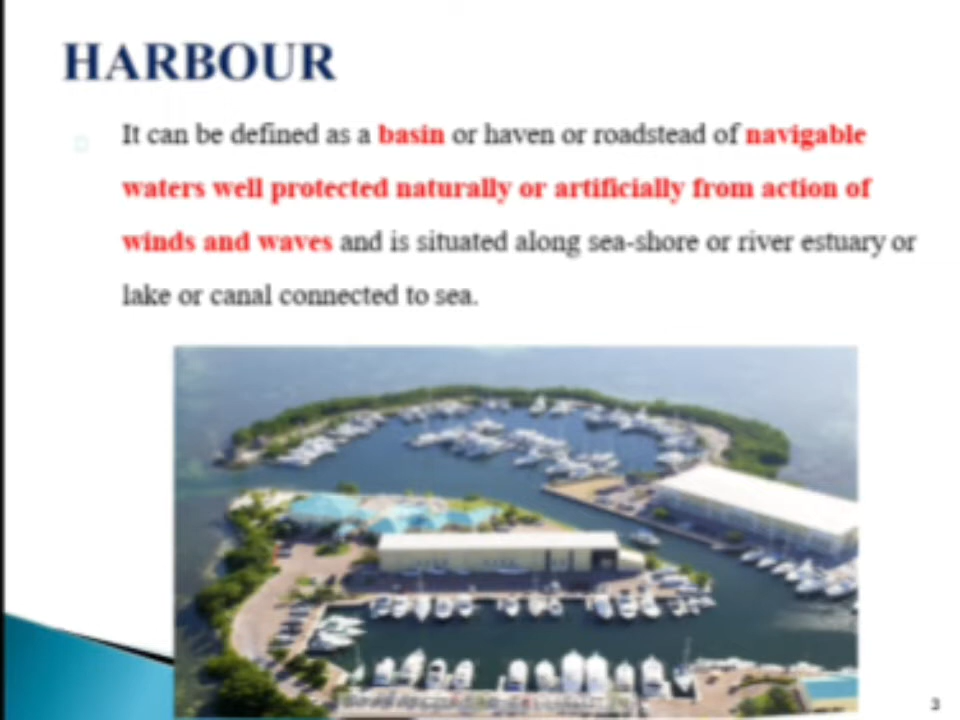 HARBOUR
It can be defined as a basin or haven or roadstead of navigable
waters well protected naturally or artificially from action of
winds and waves and is situated along sea-shore or river estuary or
lake or canal connected to sea.
3